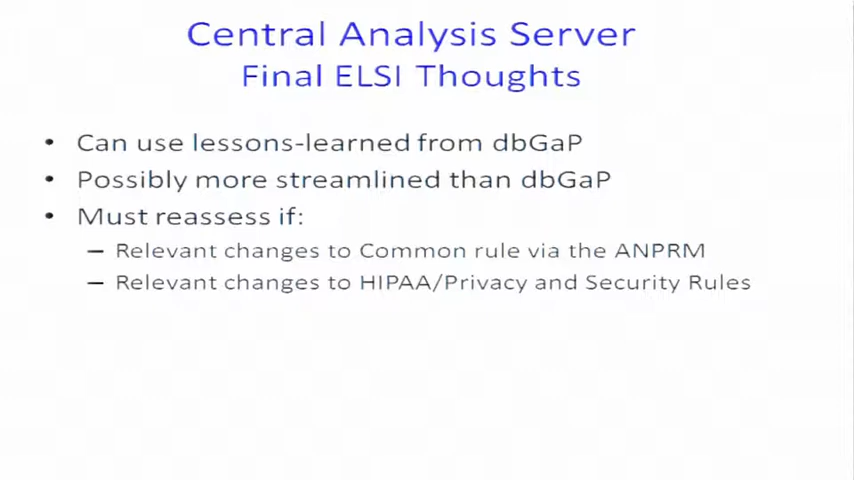 Central Analysis Server
Final ELSI Thoughts
• Can use lessons-learned from dbGaP
• Possibly more streamlined than dbGaP
• Must reassess if:
– Relevant changes to Common rule via the ANPRM
– Relevant changes to HIPAA/Privacy and Security Rules